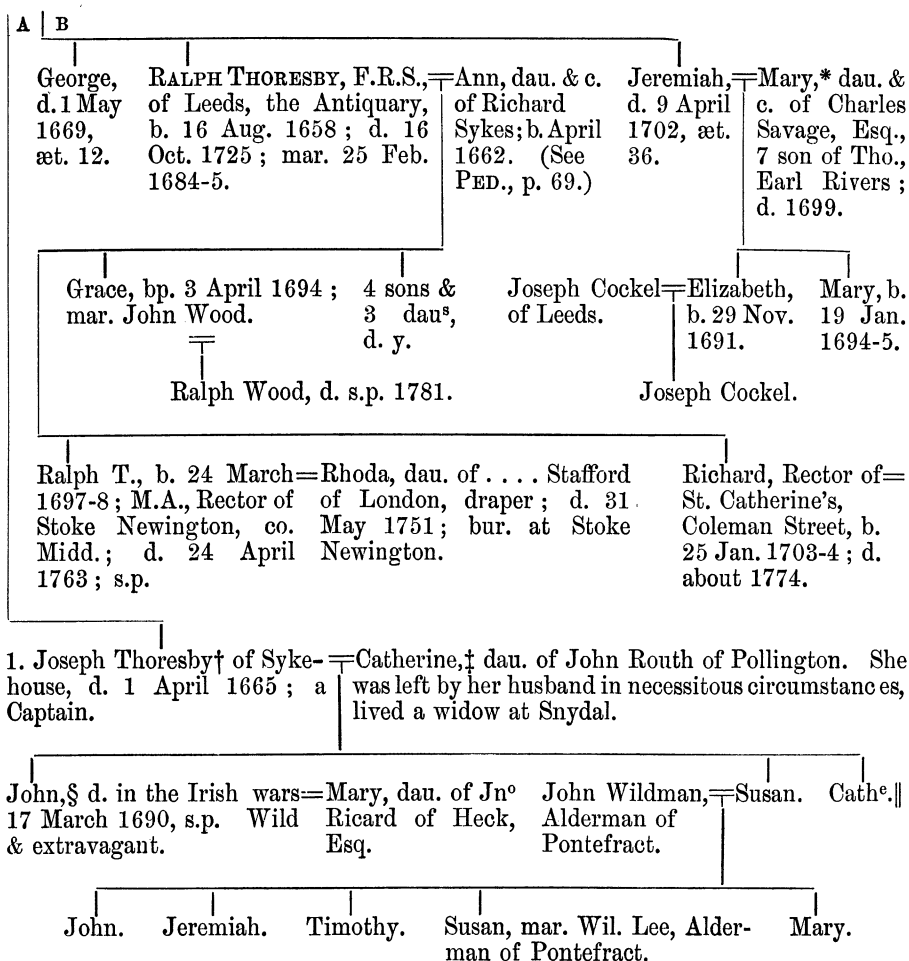 A | B
George,
d. 1 May
1669,
æt. 12.
RALPH THORESBY, F.R.S.,=
of Leeds, the Antiquary,
b. 16 Aug. 1658 ; d. 16
Oct. 1725 ; mar. 25 Feb.
1684-5.
Ann, dau. & c.
of Richard
Sykes; b. April
1662. (See
PED., p. 69.)
Jeremiah,=
d. 9 April
1702, æt.
36.
Mary,* dau. &
c. of Charles
Savage, Esq.,
7 son of Tho.,
Earl Rivers ;
d. 1699.
Grace, bp. 3 April 1694 ;
mar. John Wood.
4 sons &
3 dauˢ,
d. y.
Joseph Cockel=
of Leeds.
Elizabeth,
b. 29 Nov.
1691.
Mary, b.
19 Jan.
1694-5.
Ralph Wood, d. s.p. 1781.
Joseph Cockel.
Ralph T., b. 24 March=
1697-8 ; M.A., Rector of
Stoke Newington, co.
Midd. ; d. 24 April
1763 ; s.p.
Rhoda, dau. of . . . . Stafford
of London, draper ; d. 31
May 1751 ; bur. at Stoke
Newington.
Richard, Rector of=
St. Catherine's,
Coleman Street, b.
25 Jan. 1703-4 ; d.
about 1774.
1. Joseph Thoresby† of Syke-=
house, d. 1 April 1665 ; a
Captain.
Catherine,‡ dau. of John Routh of Pollington. She
was left by her husband in necessitous circumstances,
lived a widow at Snydal.
John,§ d. in the Irish wars=
17 March 1690, s.p. Wild
& extravagant.
Mary, dau. of Jnº
Ricard of Heck,
Esq.
John Wildman,=
Alderman of
Pontefract.
Susan.
Cathᵉ.‖
John.
Jeremiah.
Timothy.
Susan, mar. Wil. Lee, Alder-
man of Pontefract.
Mary.